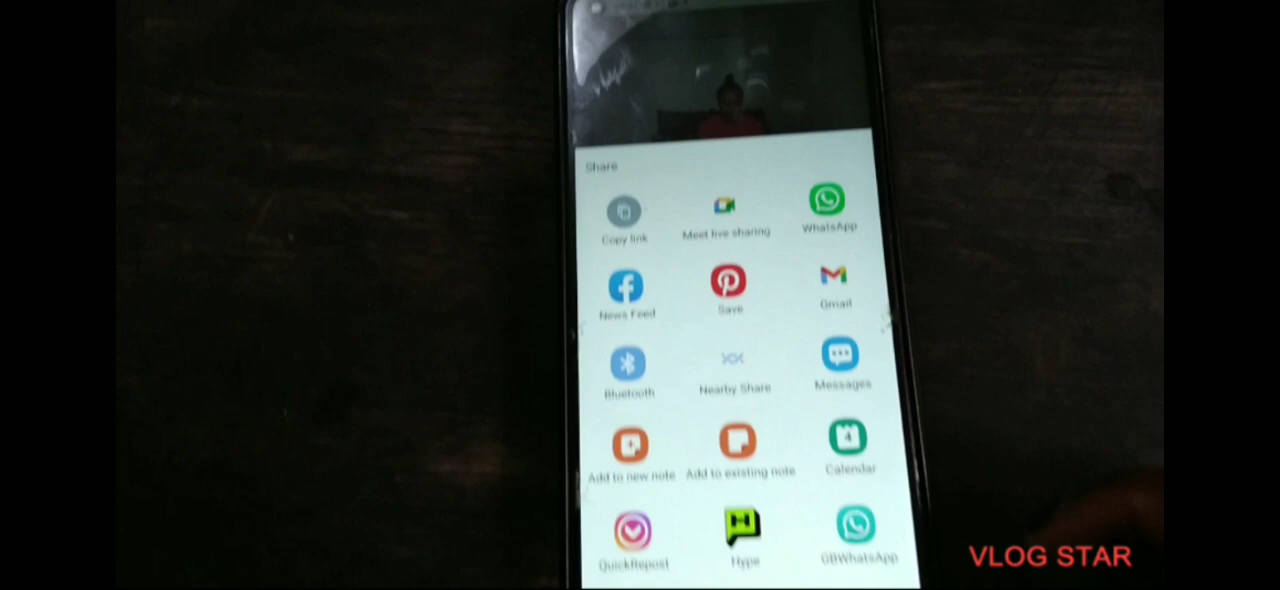 Share
Copy link
Meet live sharing
WhatsApp
News Feed
Save
Gmail
Bluetooth
Nearby Share
Messages
Add to new note
Add to existing note
4
Calendar
QuickRepost
Hype
GBWhatsApp
VLOG STAR